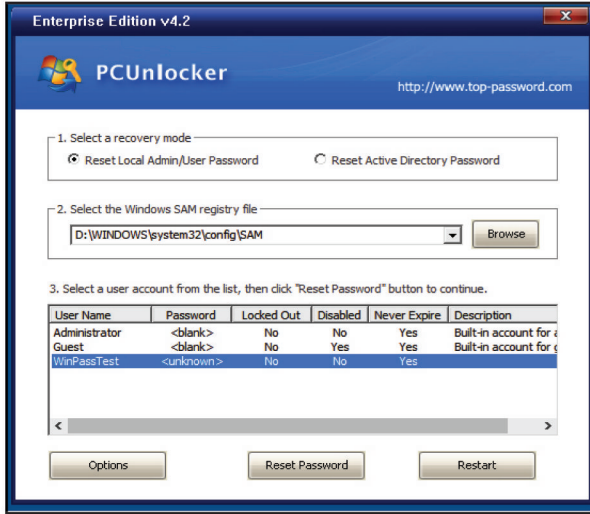 Enterprise Edition v4.2
PCUnlocker
http://www.top-password.com
1. Select a recovery mode
Reset Local Admin/User Password Reset Active Directory Password
2. Select the Windows SAM registry file
D:\WINDOWS\system32\config\SAM Browse
3. Select a user account from the list, then click "Reset Password" button to continue.
User Name Password Locked Out Disabled Never Expire Description
Administrator <blank> No No Yes Built-in account for a
Guest <blank> No Yes Yes Built-in account for g
WinPassTest <unknown> No No Yes
Options Reset Password Restart